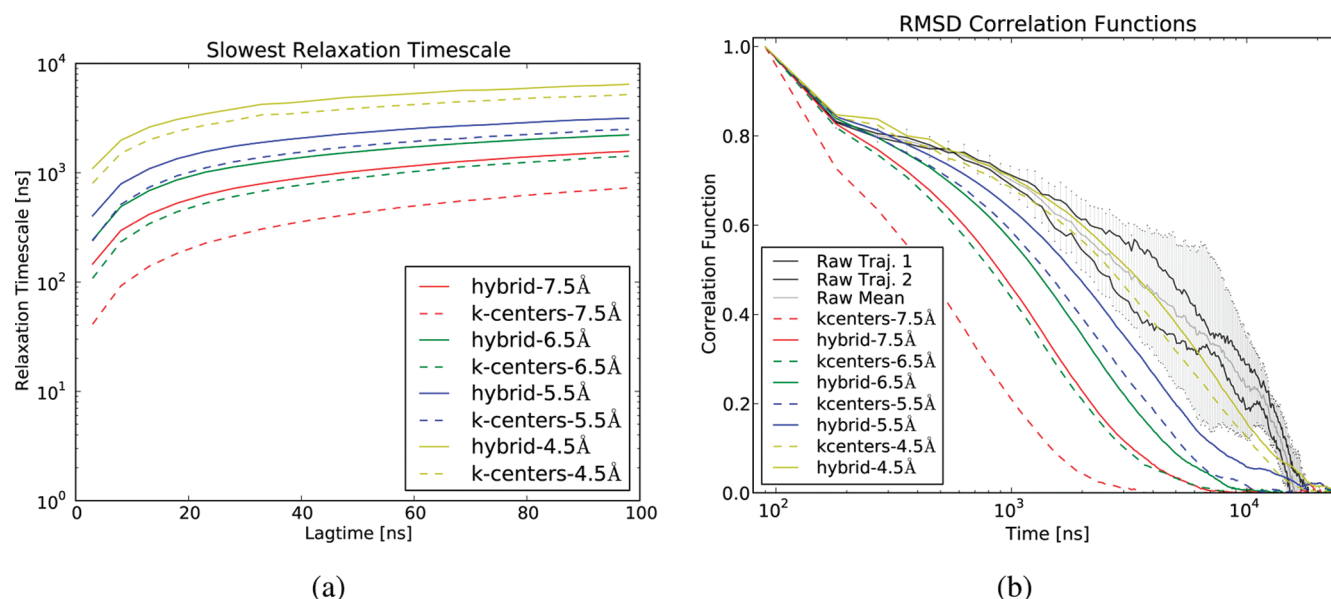 Slowest Relaxation Timescale
10^4
10^3
10^2
10^1
10^0
Relaxation Timescale [ns]
0
20
40
60
80
100
Lagtime [ns]
hybrid-7.5Å
k-centers-7.5Å
hybrid-6.5Å
k-centers-6.5Å
hybrid-5.5Å
k-centers-5.5Å
hybrid-4.5Å
k-centers-4.5Å
(a)
RMSD Correlation Functions
1.0
0.8
0.6
0.4
0.2
0.0
Correlation Function
10^2
10^3
10^4
Time [ns]
Raw Traj. 1
Raw Traj. 2
Raw Mean
kcenters-7.5Å
hybrid-7.5Å
kcenters-6.5Å
hybrid-6.5Å
kcenters-5.5Å
hybrid-5.5Å
kcenters-4.5Å
hybrid-4.5Å
(b)